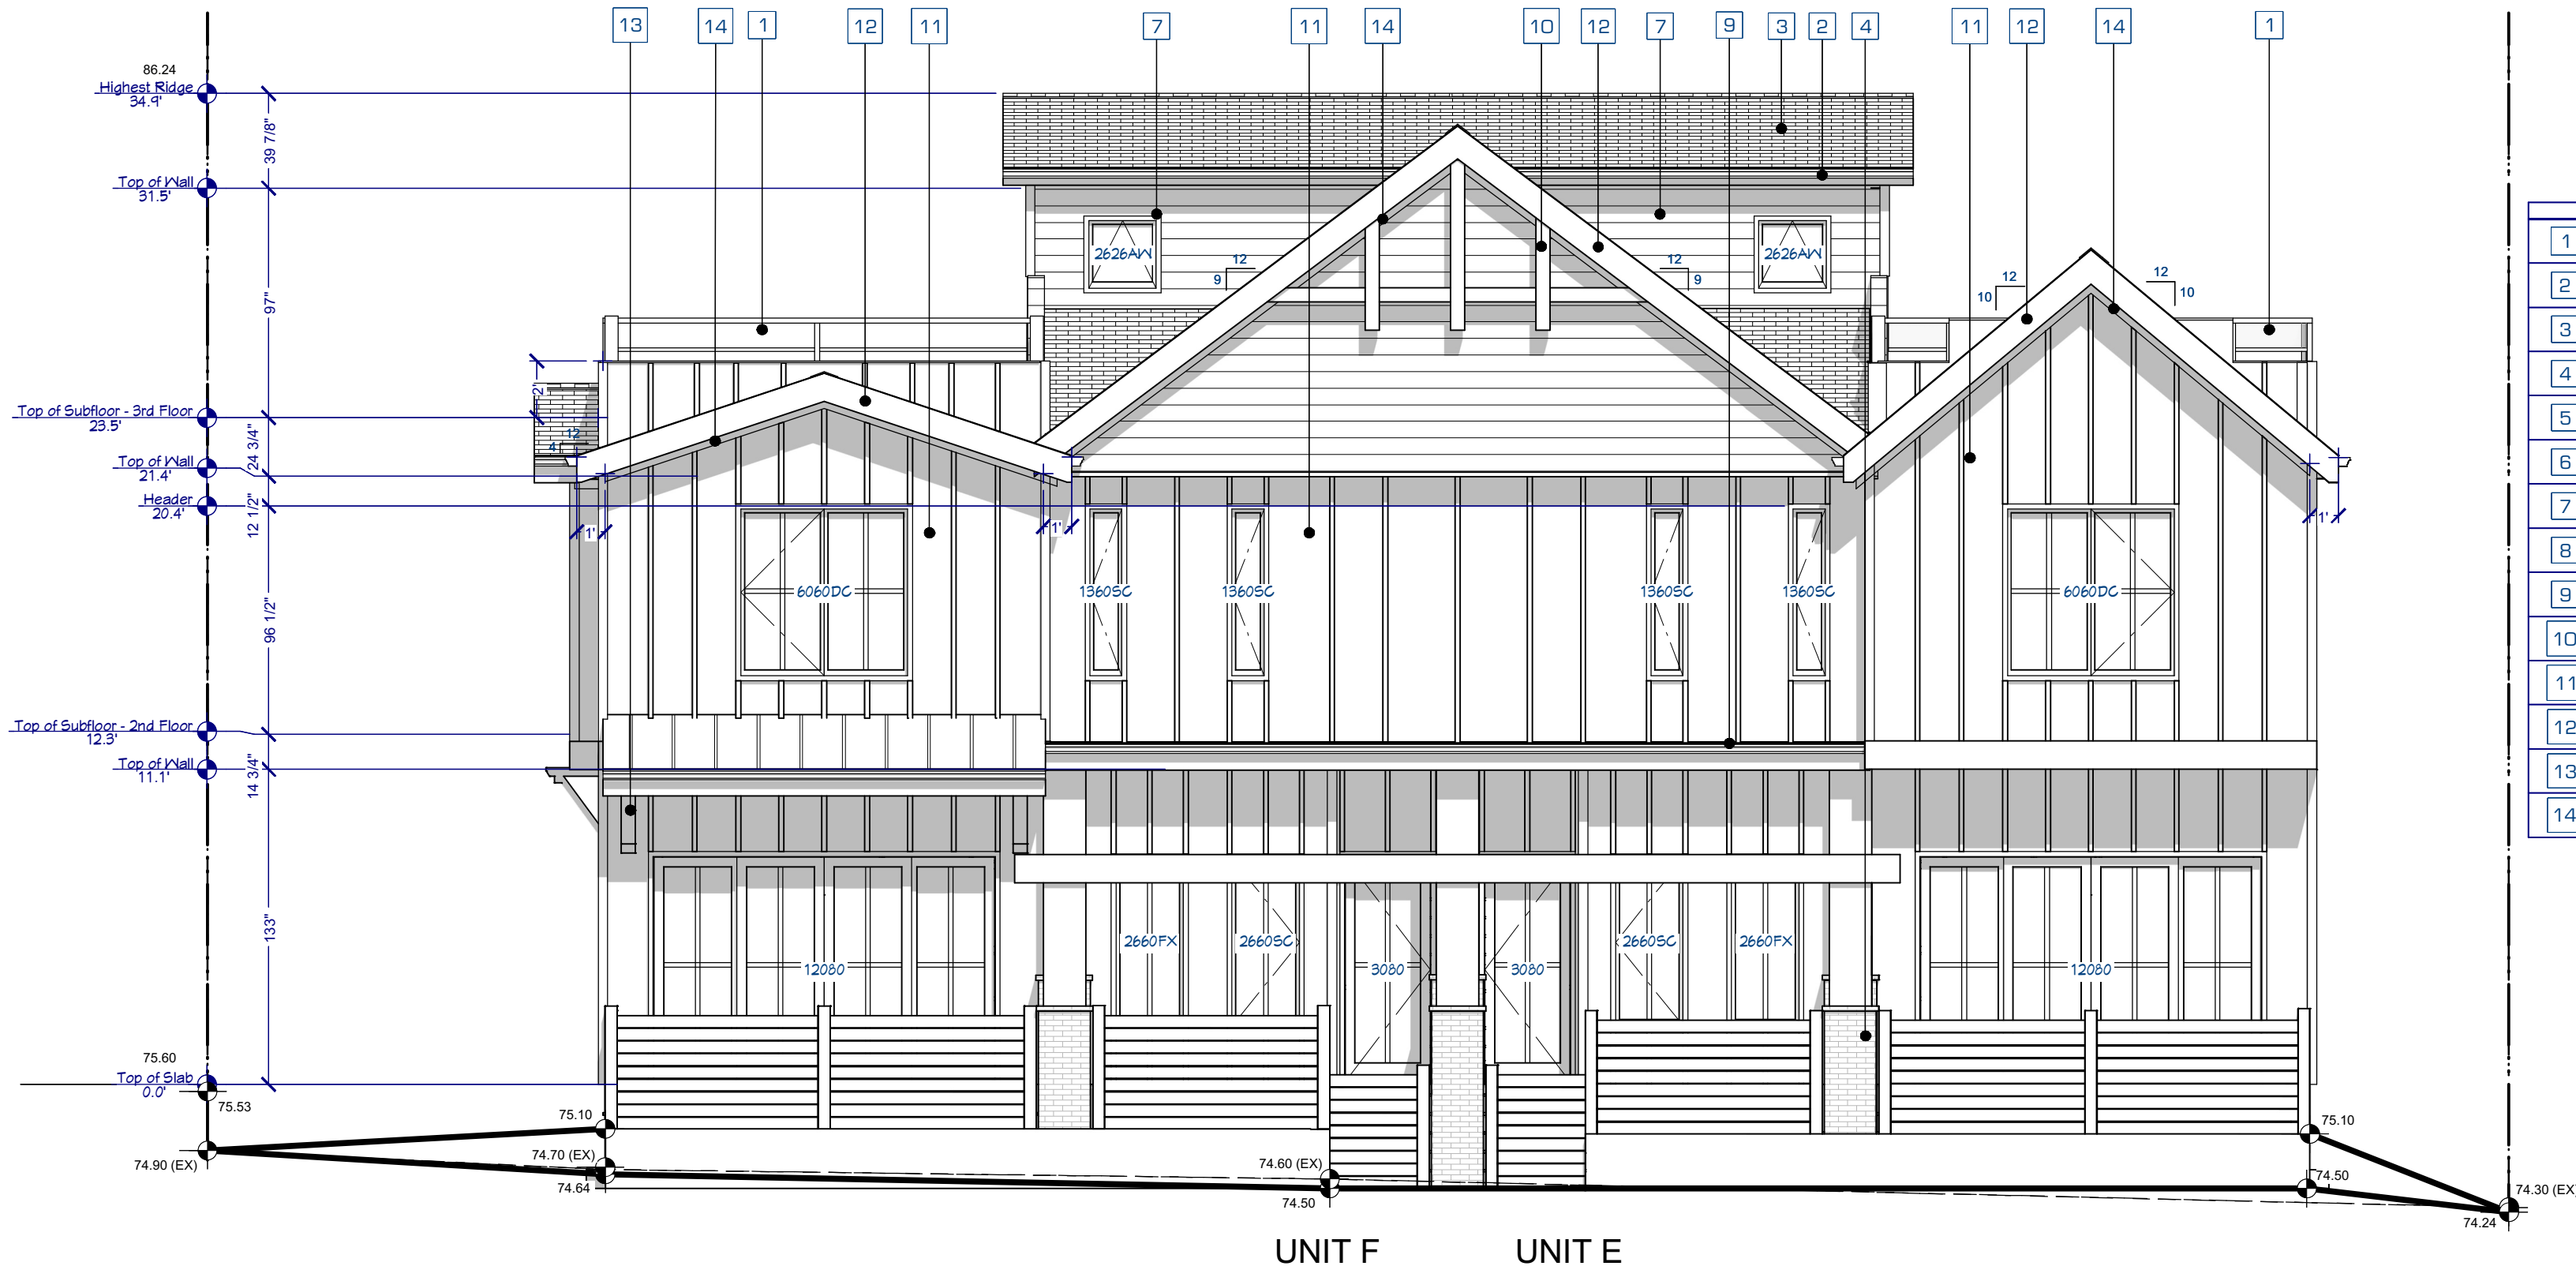 13 14 1 12 11 7 11 14 10 12 7 9 3 2 4 11 12 14 1
86.24
Highest Ridge
34.9'
39 7/8"
Top of Wall
31.5'
97"
2626AW 2626AW
12 12
9 9
12 12
10 10
2'
Top of Subfloor - 3rd Floor
23.5'
24 3/4"
12
4
Top of Wall
21.4'
Header
20.4'
12 1/2"
1' 1' 1'
6060DC 1360SC 1360SC 1360SC 1360SC 6060DC
96 1/2"
Top of Subfloor - 2nd Floor
12.3'
Top of Wall
11.1'
14 3/4"
133"
2660FX 2660SC 2660SC 2660FX
12080 3080 3080 12080
75.60
Top of Slab
0.0'
75.53
75.10 75.10
74.90 (EX)
74.70 (EX)
74.64
74.60 (EX)
74.50
74.50
74.30 (EX
74.24
UNIT F UNIT E
1
2
3
4
5
6
7
8
9
10
11
12
13
14